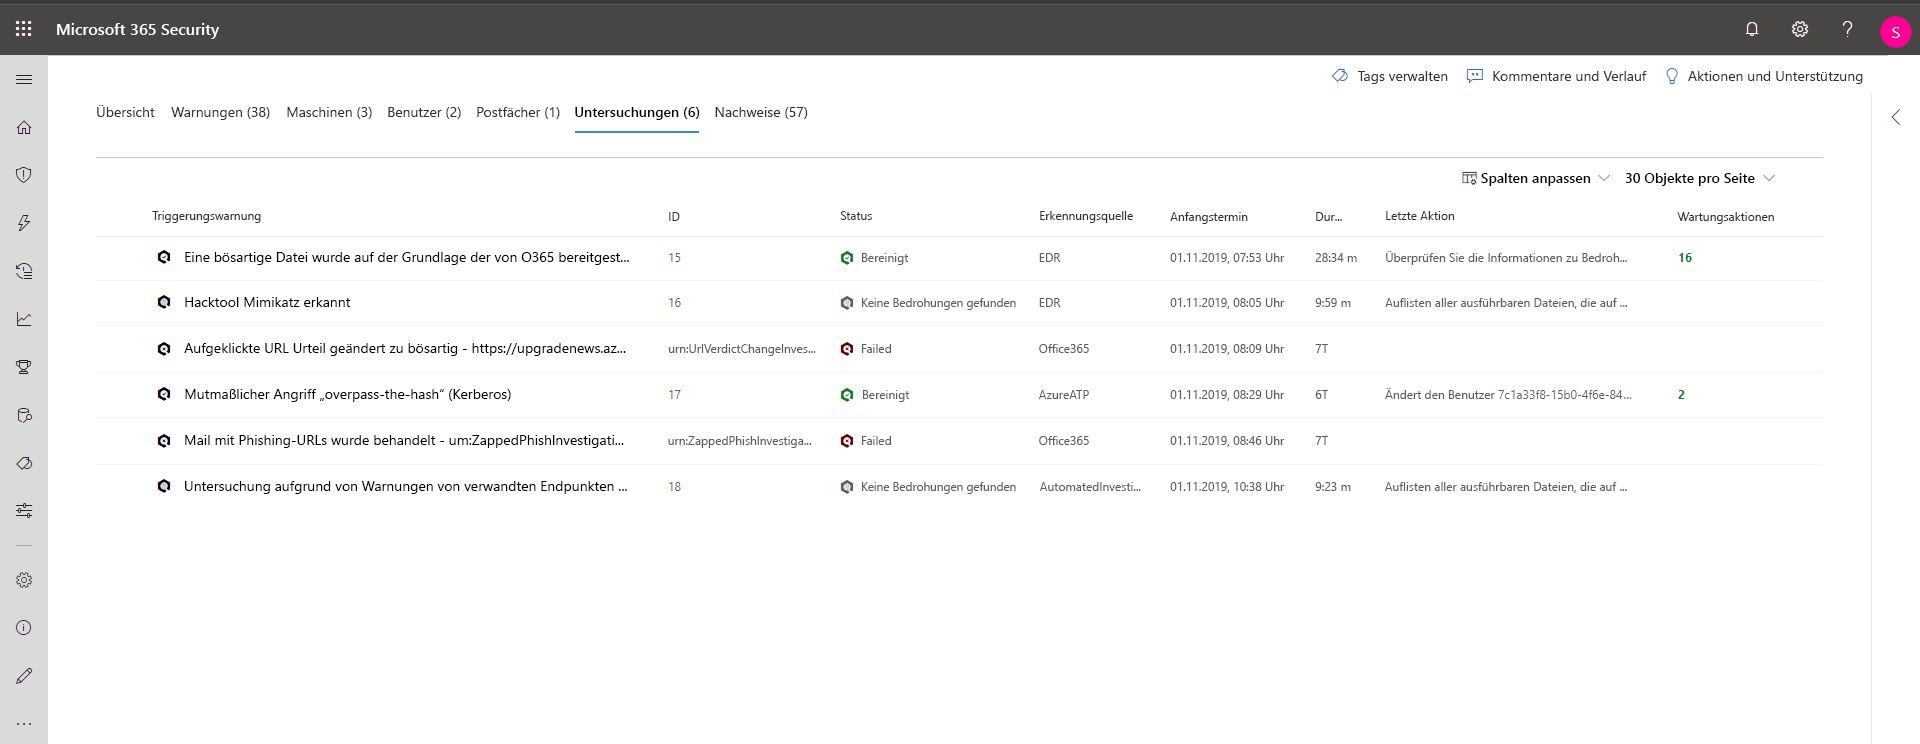 Microsoft 365 Security
S
Tags verwalten Kommentare und Verlauf Aktionen und Unterstützung
Übersicht Warnungen (38) Maschinen (3) Benutzer (2) Postfächer (1) Untersuchungen (6) Nachweise (57)
Spalten anpassen 30 Objekte pro Seite
Triggerungswarnung ID Status Erkennungsquelle Anfangstermin Dur... Letzte Aktion Wartungsaktionen
Eine bösartige Datei wurde auf der Grundlage der von O365 bereitgest... 15 Bereinigt EDR 01.11.2019, 07:53 Uhr 28:34 m Überprüfen Sie die Informationen zu Bedroh... 16
Hacktool Mimikatz erkannt 16 Keine Bedrohungen gefunden EDR 01.11.2019, 08:05 Uhr 9:59 m Auflisten aller ausführbaren Dateien, die auf ...
Aufgeklickte URL Urteil geändert zu bösartig - https://upgradenews.az... urn:UrlVerdictChangeInves... Failed Office365 01.11.2019, 08:09 Uhr 7T
Mutmaßlicher Angriff „overpass-the-hash“ (Kerberos) 17 Bereinigt AzureATP 01.11.2019, 08:29 Uhr 6T Ändert den Benutzer 7c1a33f8-15b0-4f6e-84... 2
Mail mit Phishing-URLs wurde behandelt - um:ZappedPhishInvestigati... urn:ZappedPhishInvestiga... Failed Office365 01.11.2019, 08:46 Uhr 7T
Untersuchung aufgrund von Warnungen von verwandten Endpunkten ... 18 Keine Bedrohungen gefunden AutomatedInvesti... 01.11.2019, 10:38 Uhr 9:23 m Auflisten aller ausführbaren Dateien, die auf ...